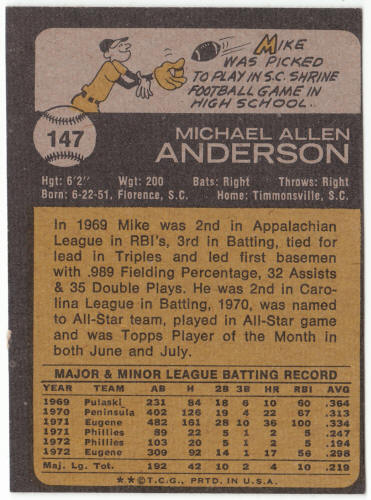 MIKE
WAS PICKED
TO PLAY IN S.C. SHRINE
FOOTBALL GAME IN
HIGH SCHOOL.
147
MICHAEL ALLEN
ANDERSON
Hgt: 6'2" Wgt: 200 Bats: Right Throws: Right
Born: 6-22-51, Florence, S.C. Home: Timmonsville, S.C.
In 1969 Mike was 2nd in Appalachian
League in RBI's, 3rd in Batting, tied for
lead in Triples and led first basemen
with .989 Fielding Percentage, 32 Assists
& 35 Double Plays. He was 2nd in Caro-
lina League in Batting, 1970, was named
to All-Star team, played in All-Star game
and was Topps Player of the Month in
both June and July.
MAJOR & MINOR LEAGUE BATTING RECORD
YEAR TEAM AB H 2B 3B HR RBI AVG
1969 Pulaski 231 84 18 6 10 60 .364
1970 Peninsula 402 126 19 4 22 67 .313
1971 Eugene 482 161 28 10 36 100 .334
1971 Phillies 89 22 5 1 2 5 .247
1972 Phillies 103 20 5 1 2 5 .194
1972 Eugene 309 92 14 1 17 56 .298
Maj. Lg. Tot. 192 42 10 2 4 10 .219
**©T.C.G., PRTD. IN U.S.A.